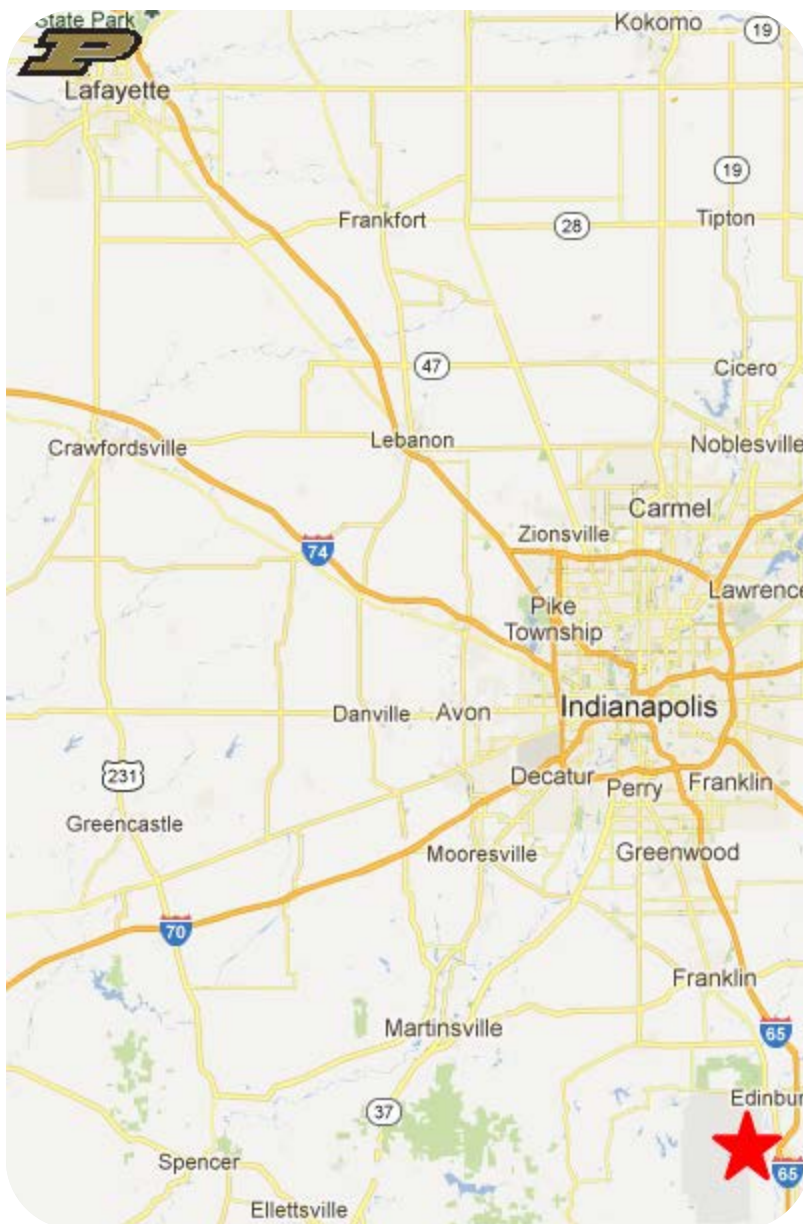 State Park
Kokomo
19
P
Lafayette
19
Frankfort
28
Tipton
47
Cicero
Crawfordsville
Lebanon
Noblesville
Carmel
74
Zionsville
Lawrence
Pike
Township
Danville
Avon
Indianapolis
231
Decatur
Perry
Franklin
Greencastle
Mooresville
Greenwood
70
Franklin
Martinsville
65
37
Edinbur
Spencer
65
Ellettsville